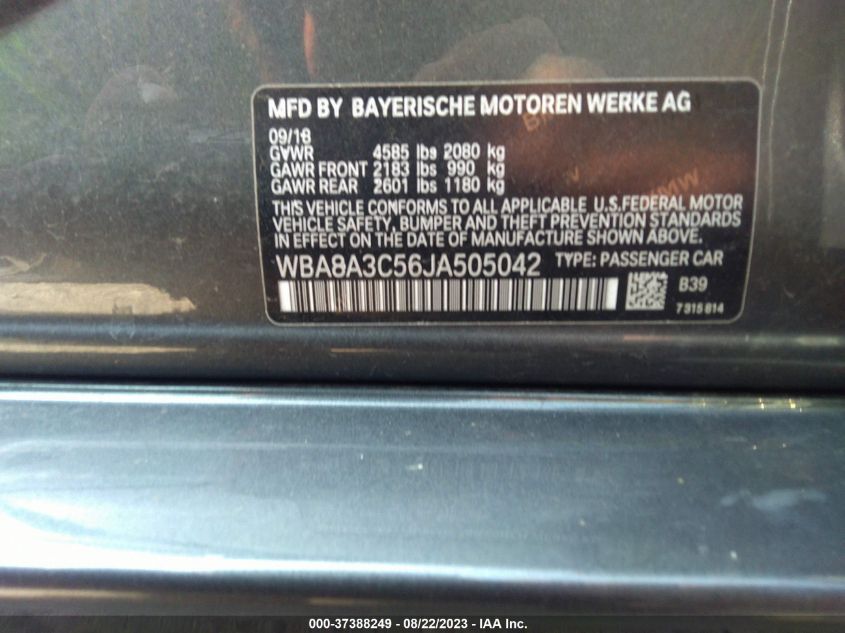 MFD BY BAYERISCHE MOTOREN WERKE AG
09/18
GVWR 4585 lbs 2080 kg
GAWR FRONT 2183 lbs 990 kg
GAWR REAR 2601 lbs 1180 kg
THIS VEHICLE CONFORMS TO ALL APPLICABLE U.S.FEDERAL MOTOR
VEHICLE SAFETY, BUMPER AND THEFT PREVENTION STANDARDS
IN EFFECT ON THE DATE OF MANUFACTURE SHOWN ABOVE.
WBA8A3C56JA505042 TYPE: PASSENGER CAR
B39
7315814
000-37388249 - 08/22/2023 - IAA Inc.